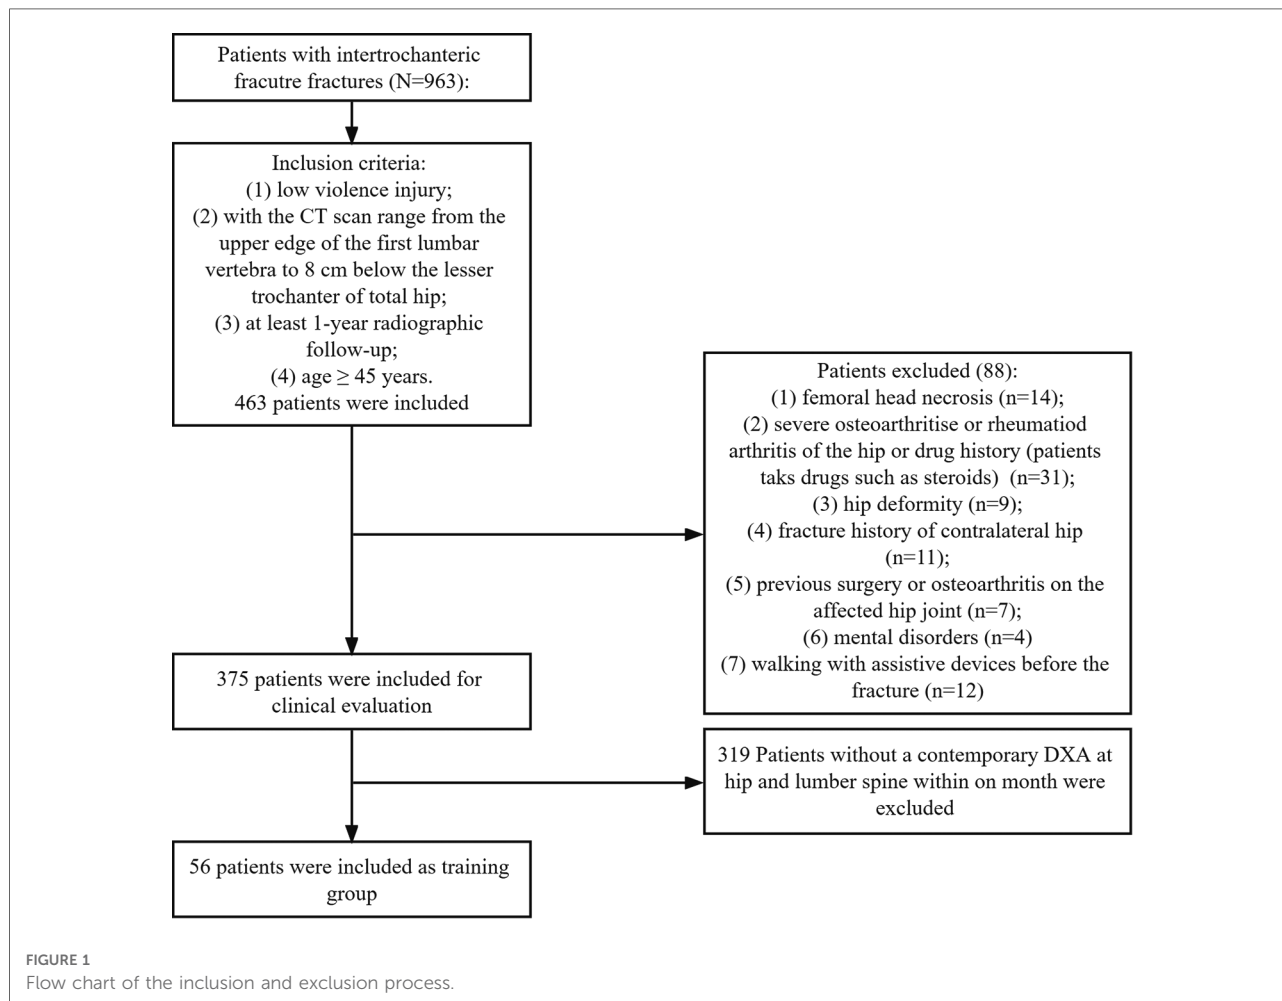 Patients with intertrochanteric
fracutre fractures (N=963):
Inclusion criteria:
(1) low violence injury;
(2) with the CT scan range from the
upper edge of the first lumbar
vertebra to 8 cm below the lesser
trochanter of total hip;
(3) at least 1-year radiographic
follow-up;
(4) age ≥ 45 years.
463 patients were included
Patients excluded (88):
(1) femoral head necrosis (n=14);
(2) severe osteoarthritise or rheumatiod
arthritis of the hip or drug history (patients
taks drugs such as steroids) (n=31);
(3) hip deformity (n=9);
(4) fracture history of contralateral hip
(n=11);
(5) previous surgery or osteoarthritis on the
affected hip joint (n=7);
(6) mental disorders (n=4)
(7) walking with assistive devices before the
fracture (n=12)
375 patients were included for
clinical evaluation
319 Patients without a contemporary DXA at
hip and lumber spine within on month were
excluded
56 patients were included as training
group
FIGURE 1
Flow chart of the inclusion and exclusion process.